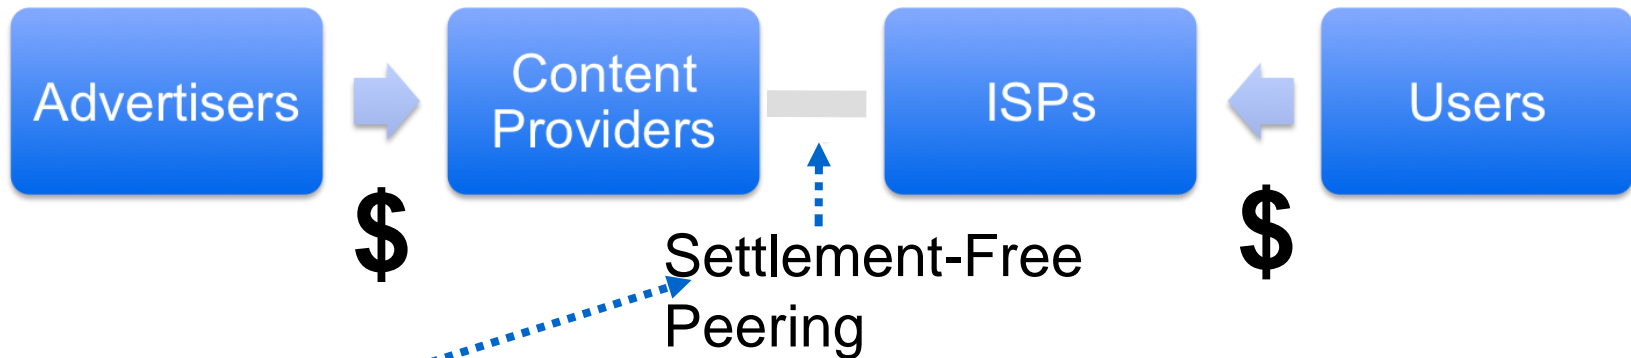 Advertisers
Content
Providers
ISPs
Users
$
$
Settlement-Free
Peering